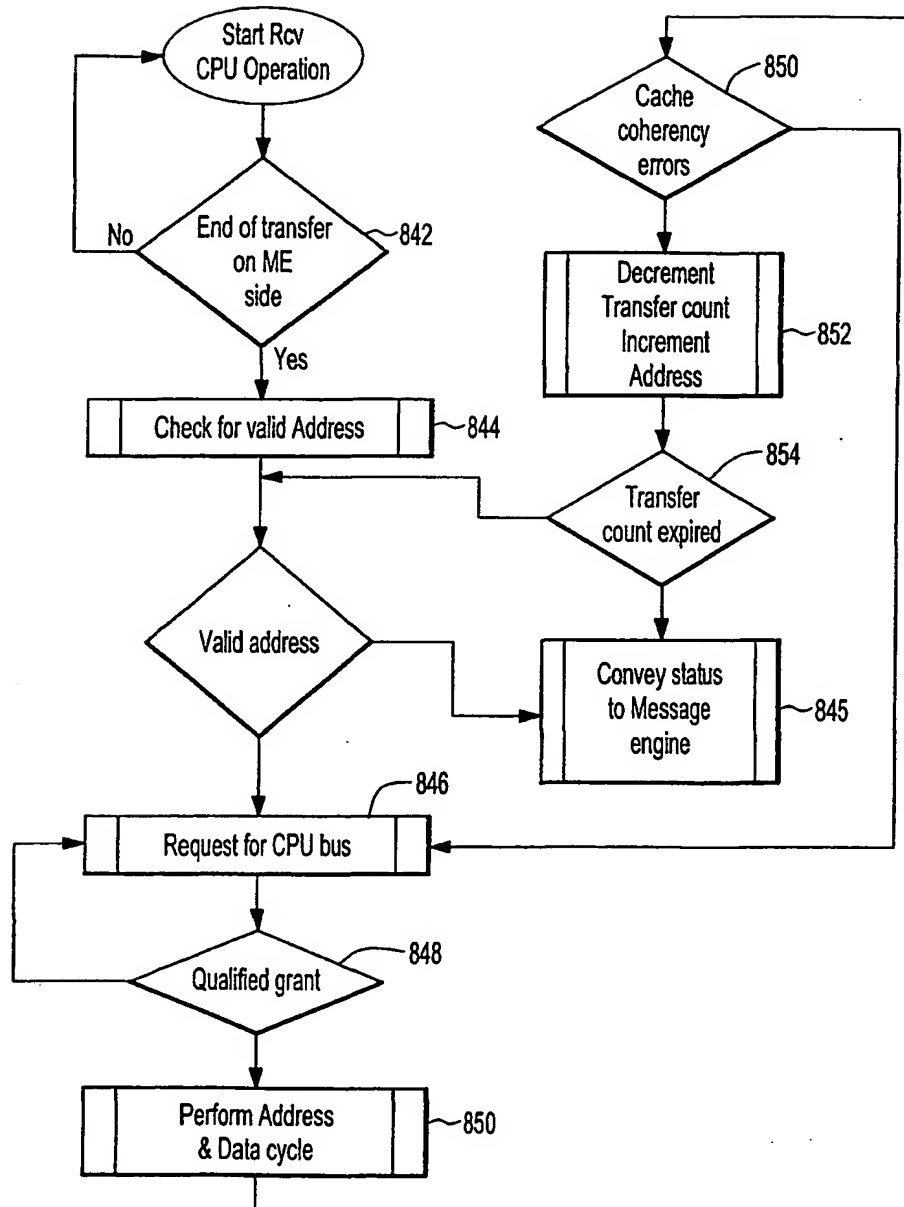 Start Rcv
CPU Operation
No
End of transfer
on ME
side
842
Yes
Check for valid Address
844
Valid address
846
Request for CPU bus
Qualified grant
848
Perform Address
& Data cycle
850
850
Cache
coherency
errors
Decrement
Transfer count
Increment
Address
852
854
Transfer
count expired
Convey status
to Message
engine
845